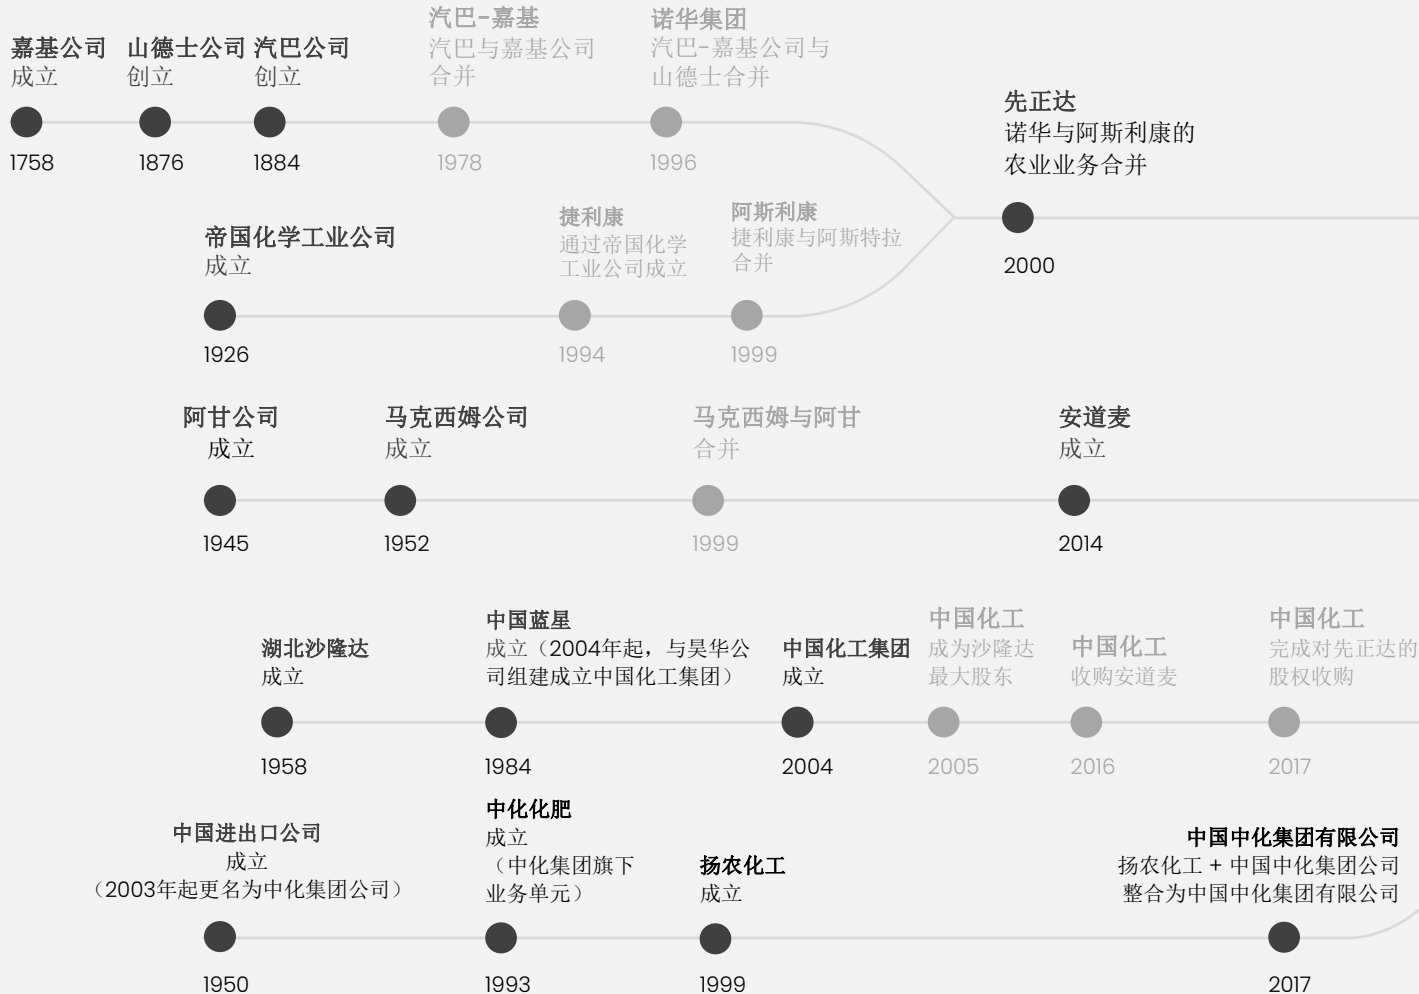 嘉基公司
成立
1758
山德士公司
创立
1876
汽巴公司
创立
1884
汽巴-嘉基
汽巴与嘉基公司
合并
1978
诺华集团
汽巴-嘉基公司与
山德士合并
1996
先正达
诺华与阿斯利康的
农业业务合并
2000
帝国化学工业公司
成立
1926
捷利康
通过帝国化学
工业公司成立
1994
阿斯利康
捷利康与阿斯特拉
合并
1999
阿甘公司
成立
1945
马克西姆公司
成立
1952
马克西姆与阿甘
合并
1999
安道麦
成立
2014
湖北沙隆达
成立
1958
中国蓝星
成立（2004年起，与昊华公
司组建成立中国化工集团）
1984
中国化工集团
成立
2004
中国化工
成为沙隆达
最大股东
2005
中国化工
收购安道麦
2016
中国化工
完成对先正达的
股权收购
2017
中国进出口公司
成立
（2003年起更名为中化集团公司）
1950
中化化肥
成立
（中化集团旗下
业务单元）
1993
扬农化工
成立
1999
中国中化集团有限公司
扬农化工 + 中国中化集团公司
整合为中国中化集团有限公司
2017